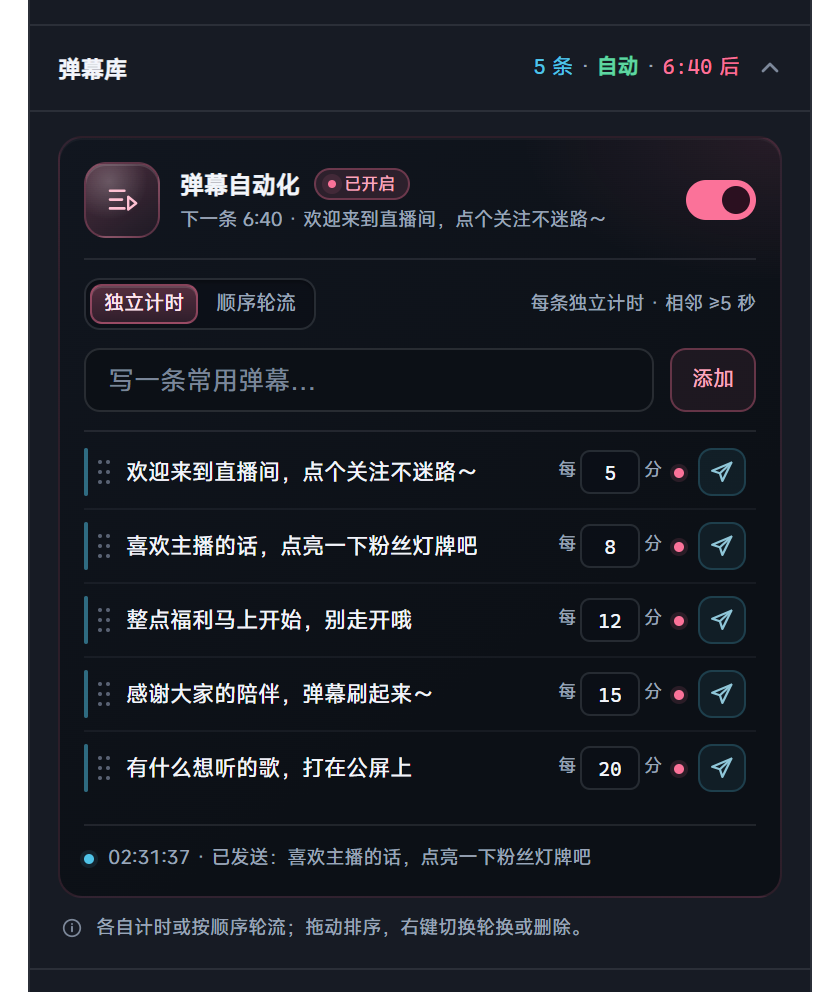 弹幕库 5 条 · 自动 · 6:40 后
弹幕自动化 已开启
下一条 6:40 · 欢迎来到直播间，点个关注不迷路～
独立计时 顺序轮流 每条独立计时 · 相邻 ≥5 秒
写一条常用弹幕... 添加
欢迎来到直播间，点个关注不迷路～ 每 5 分
喜欢主播的话，点亮一下粉丝灯牌吧 每 8 分
整点福利马上开始，别走开哦 每 12 分
感谢大家的陪伴，弹幕刷起来～ 每 15 分
有什么想听的歌，打在公屏上 每 20 分
02:31:37 · 已发送：喜欢主播的话，点亮一下粉丝灯牌吧
各自计时或按顺序轮流；拖动排序，右键切换轮换或删除。